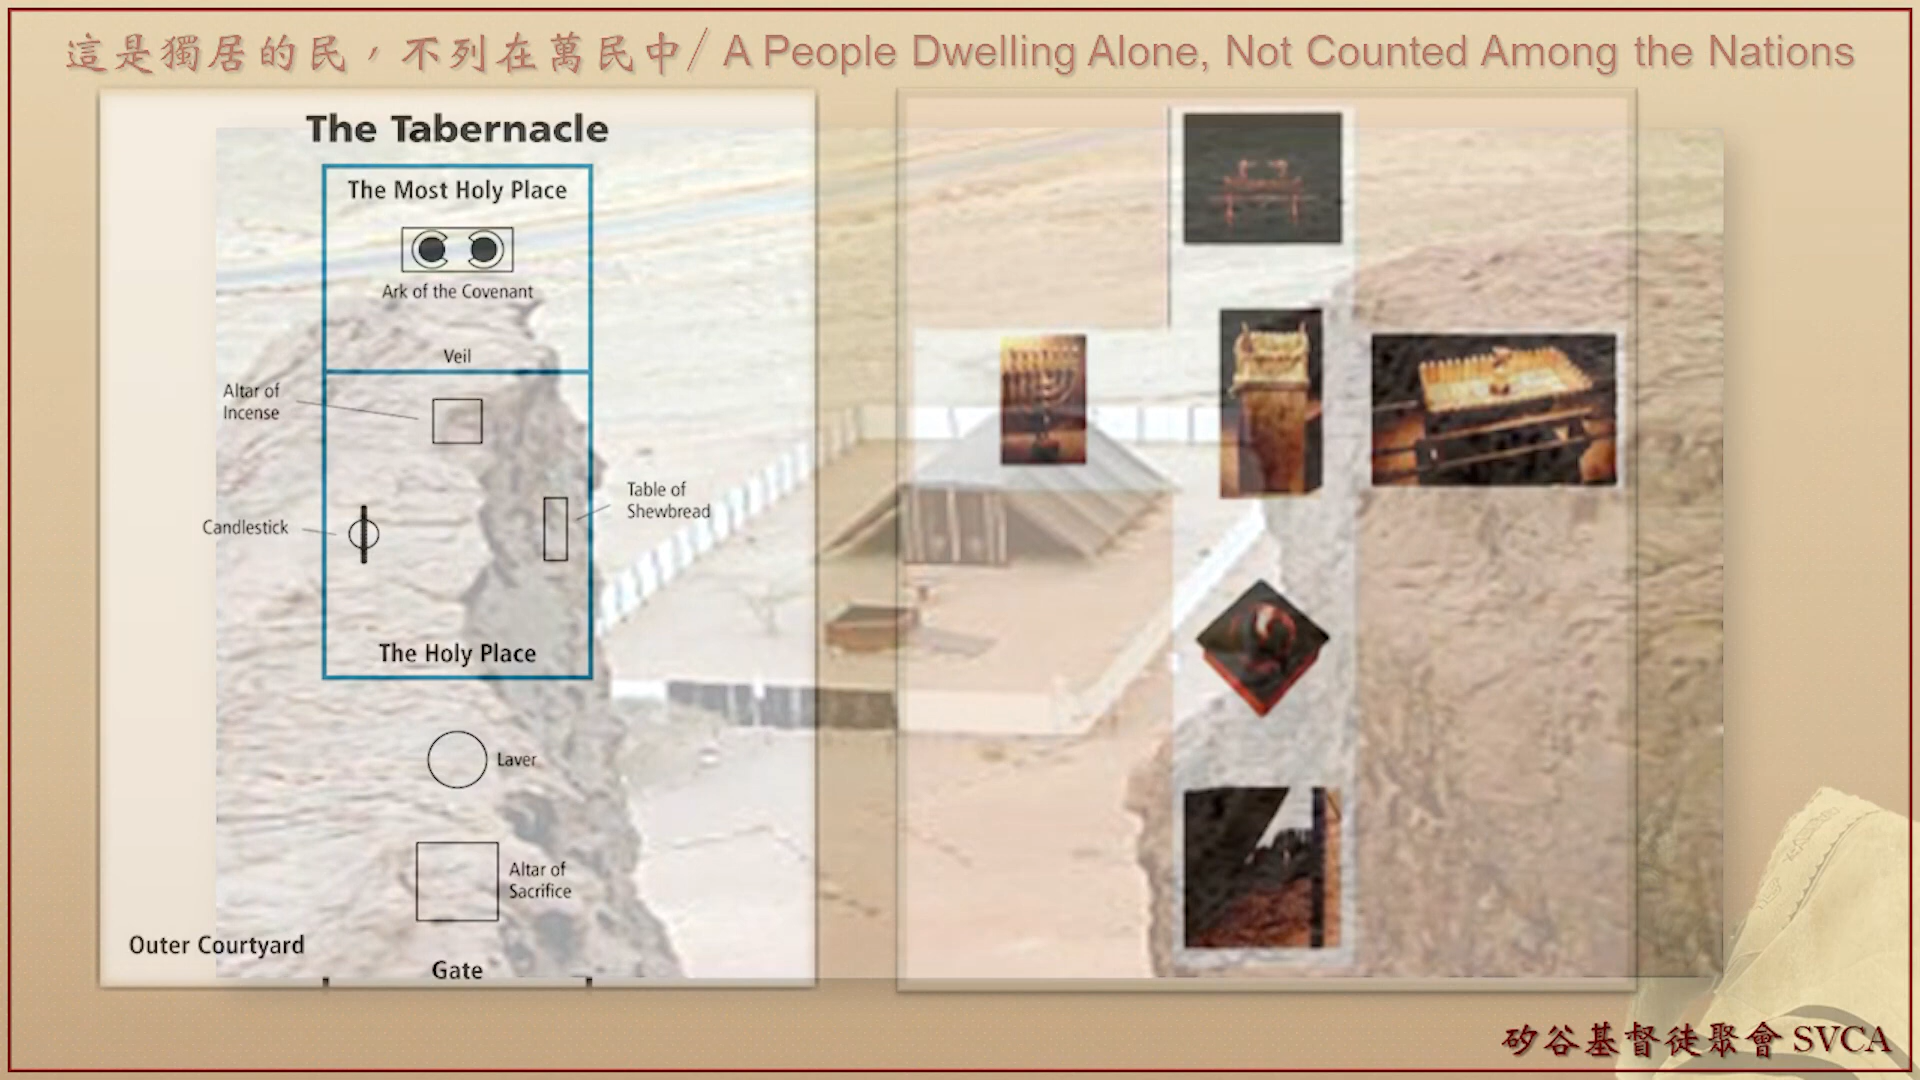 這是獨居的民，不列在萬民中/ A People Dwelling Alone, Not Counted Among the Nations
The Tabernacle
The Most Holy Place
Ark of the Covenant
Veil
Altar of
Incense
Table of
Shewbread
Candlestick
The Holy Place
Laver
Altar of
Sacrifice
Outer Courtyard
Gate
矽谷基督徒聚會 SVCA